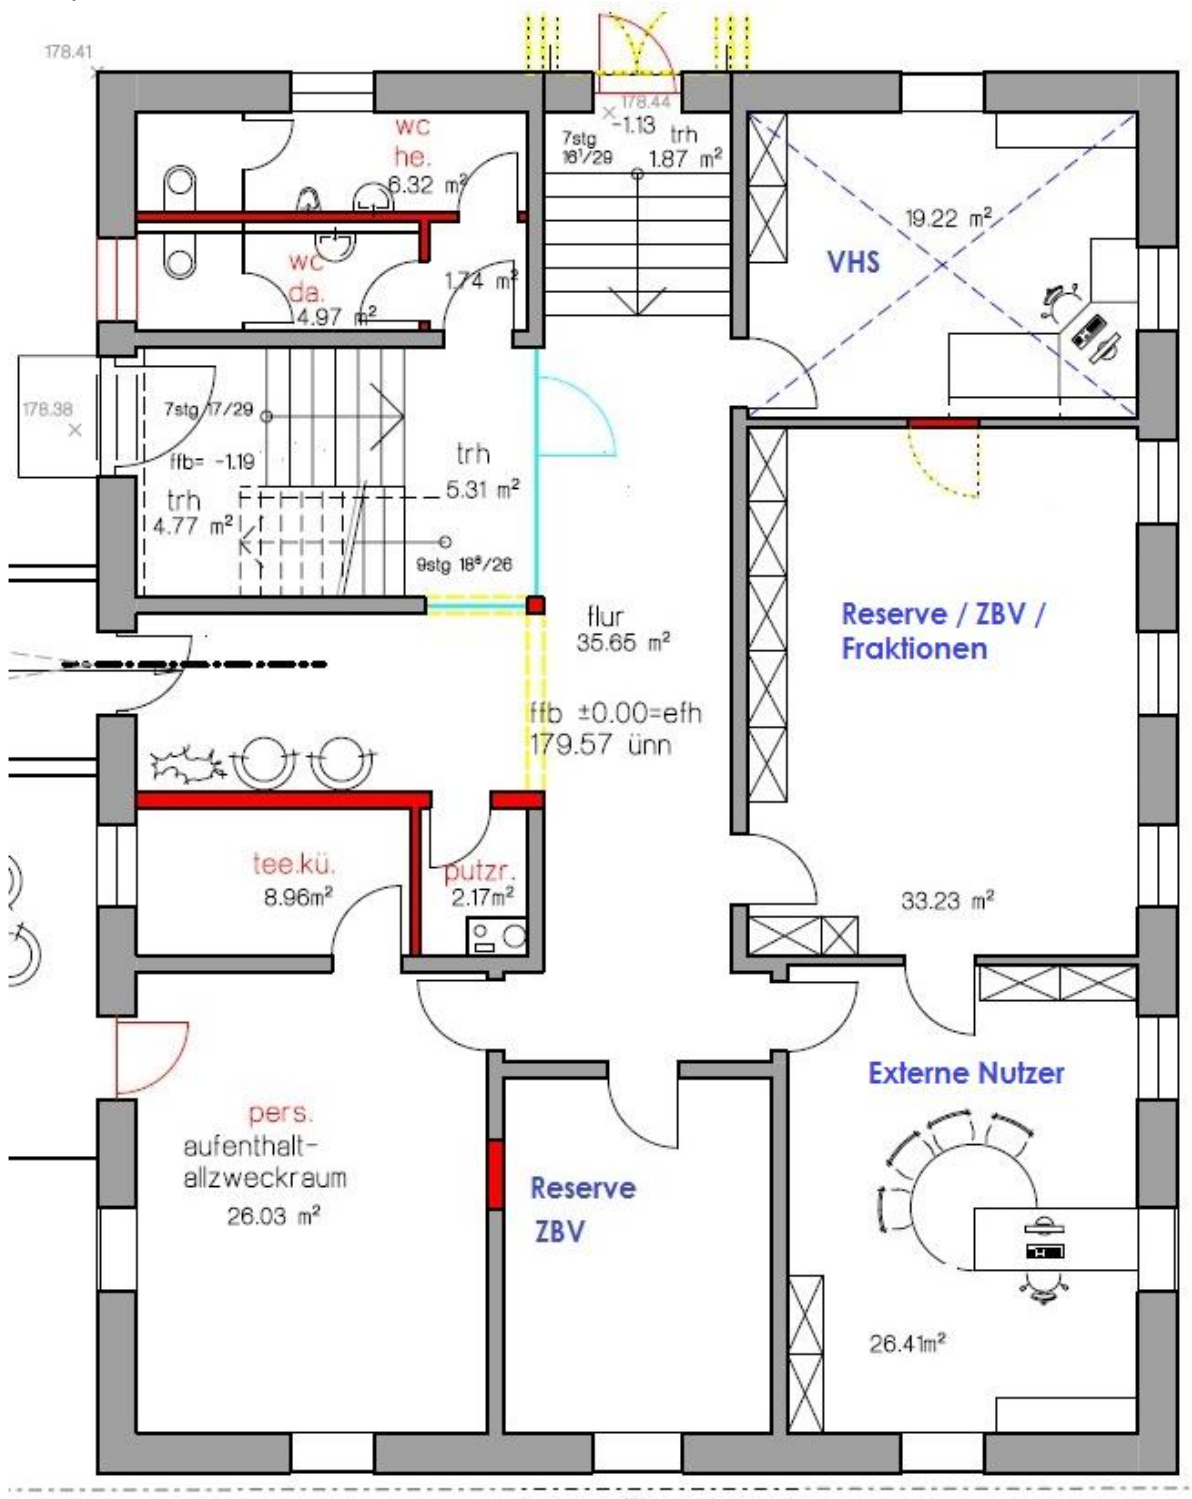 178.41
178.44
-1.13
trh
1.87 m²
7stg
16¹/29
wc
he.
6.32 m²
19.22 m²
VHS
wc
da.
4.97 m²
1.74 m²
178.38
7stg 17/29
ffb= -1.19
trh
4.77 m²
trh
5.31 m²
9stg 18⁸/26
flur
35.65 m²
Reserve / ZBV /
Fraktionen
ffb ±0.00=efh
179.57 ünn
tee.kü.
8.96m²
putzr.
2.17m²
33.23 m²
Externe Nutzer
pers.
aufenthalt-
allzweckraum
26.03 m²
Reserve
ZBV
26.41m²